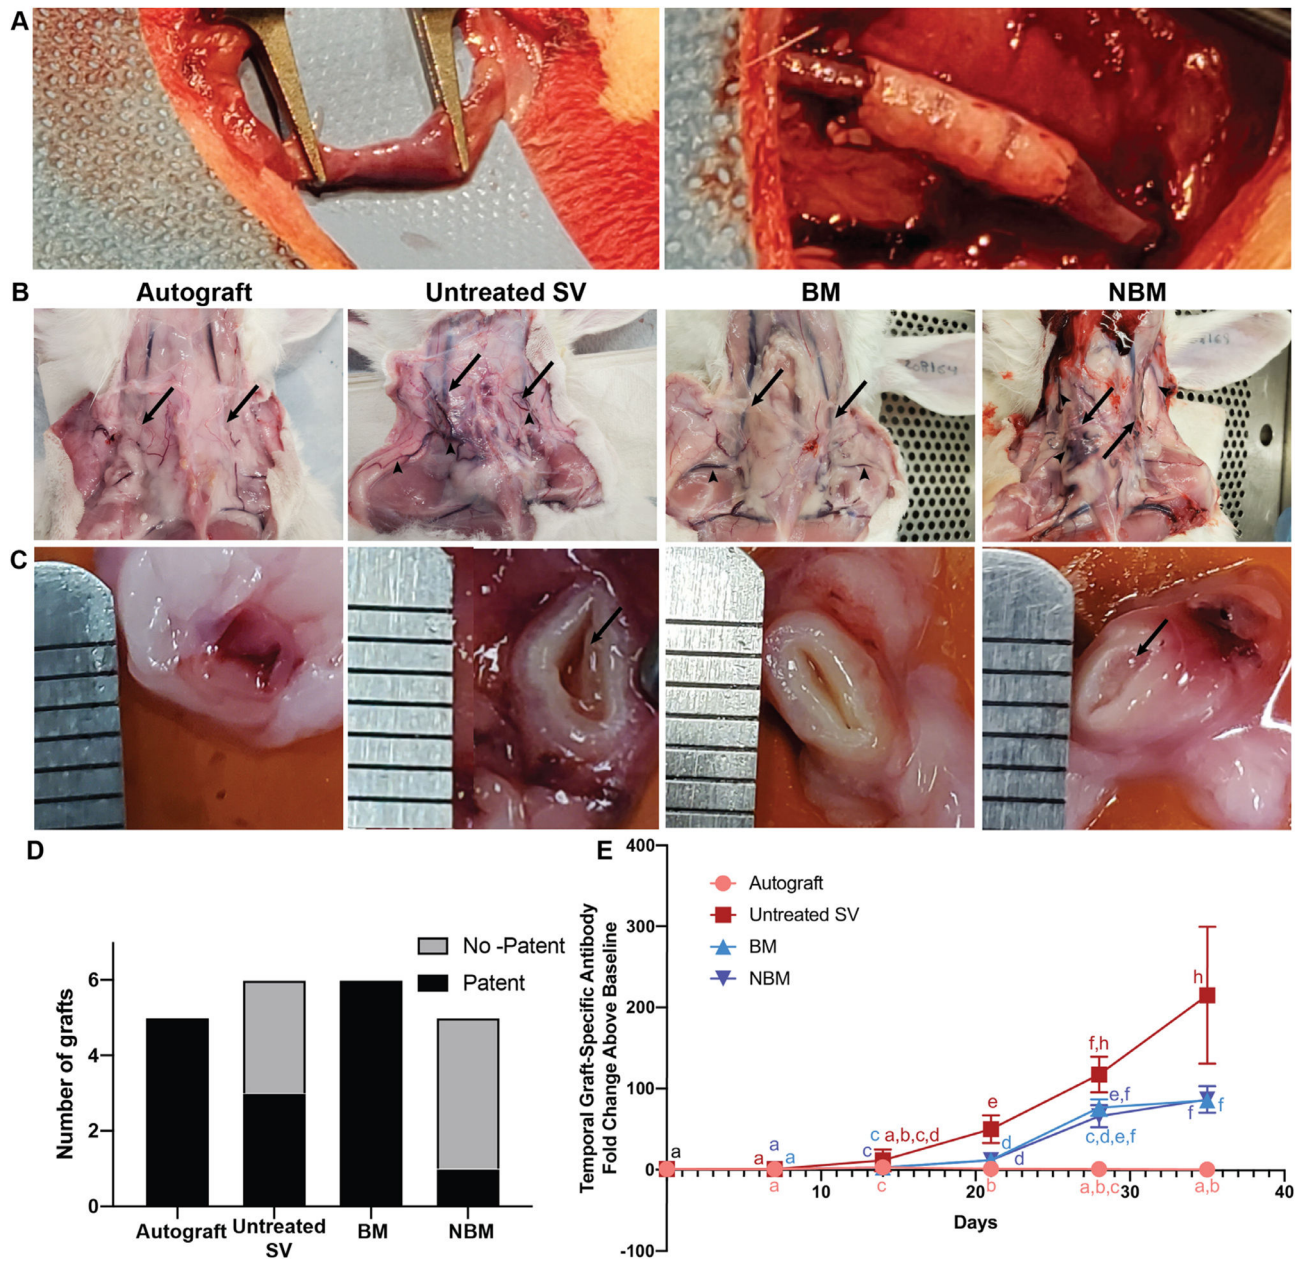 A
B
Autograft
Untreated SV
BM
NBM
C
D
No -Patent
Patent
Number of grafts
6
4
2
0
Autograft
Untreated
SV
BM
NBM
E
Temporal Graft-Specific Antibody
Fold Change Above Baseline
400
300
200
100
0
-100
Autograft
Untreated SV
BM
NBM
a
a
a
a
a
c
c
a,b,c,d
c
e
d
d
b
f,h
e,f
c,d,e,f
a,b,c
h
f
f
a,b
10
20
30
40
Days